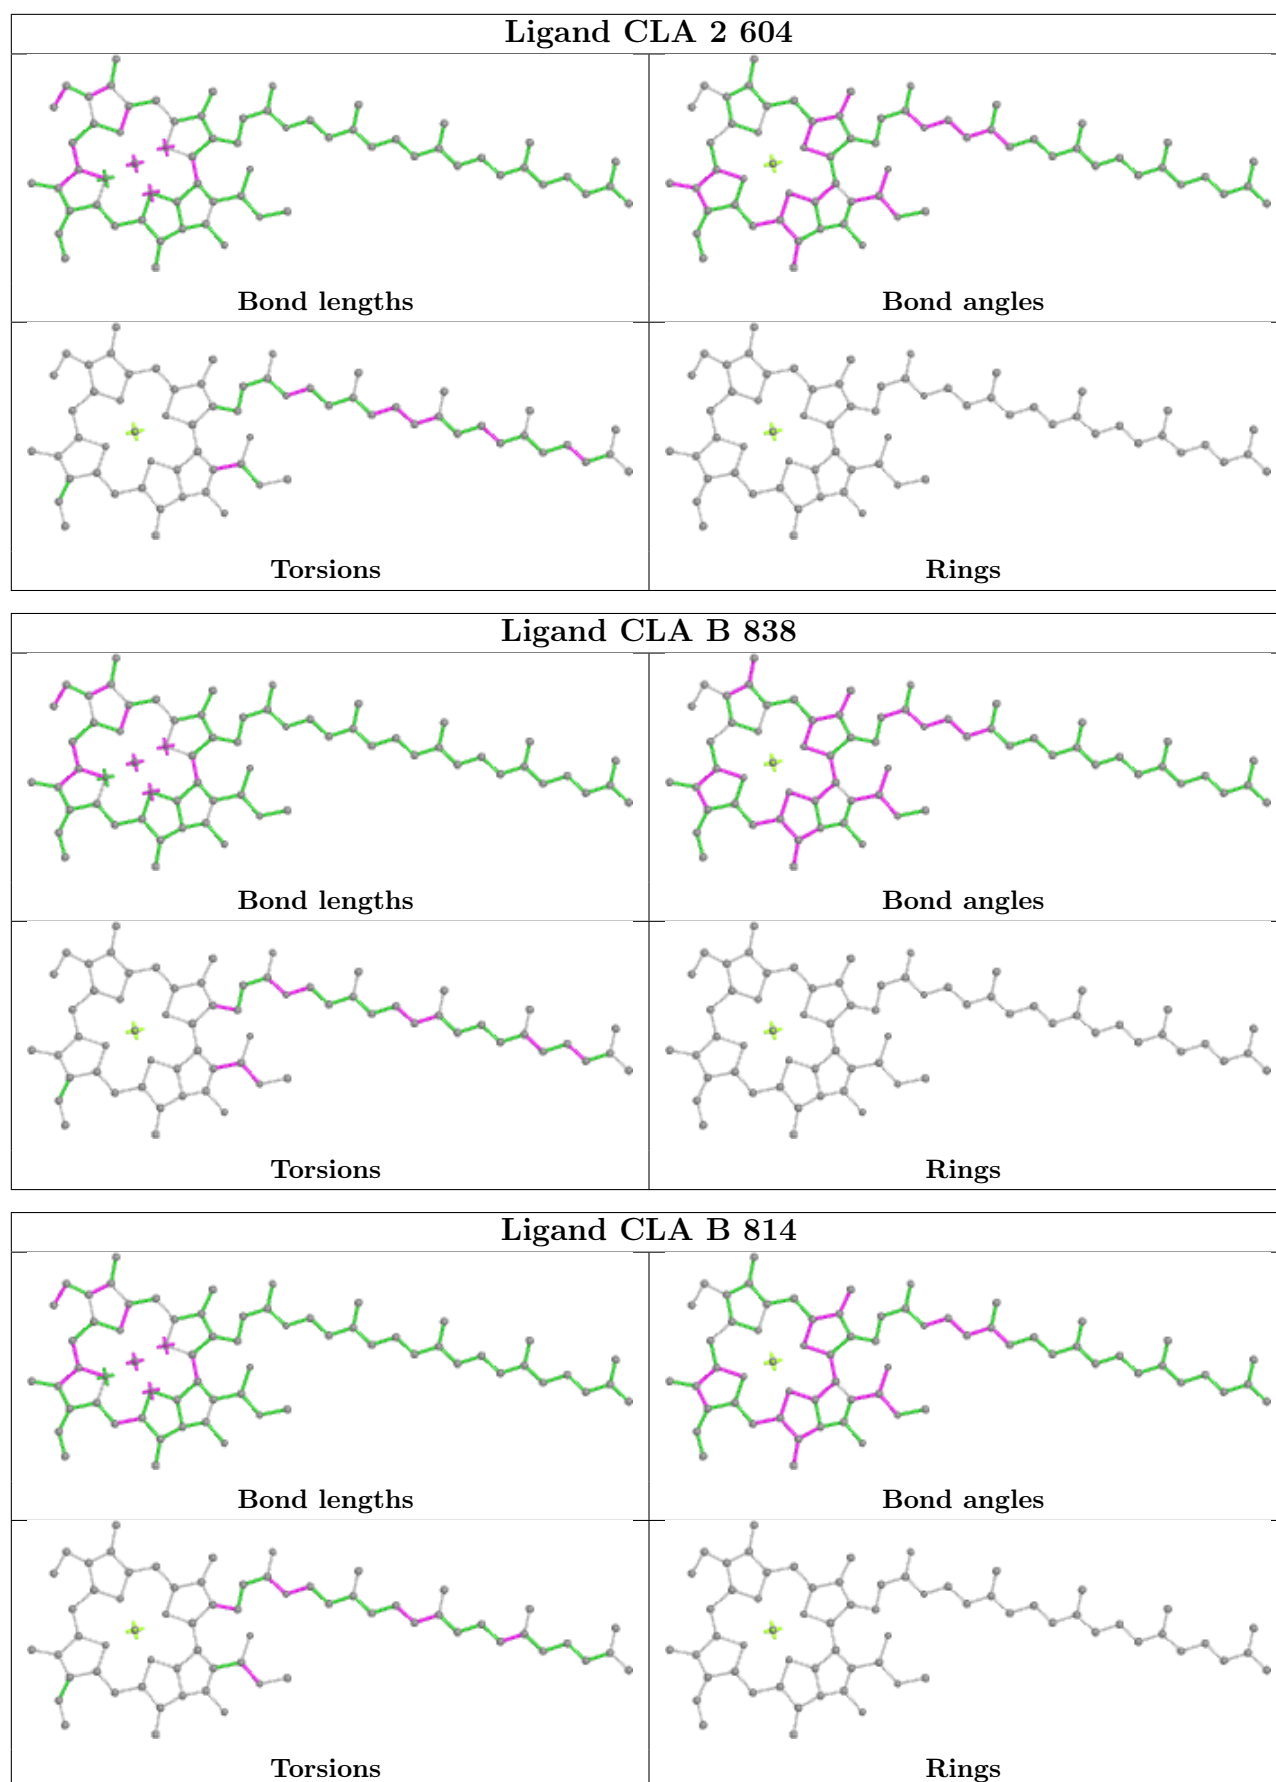 Ligand CLA 2 604
Bond lengths
Bond angles
Torsions
Rings
Ligand CLA B 838
Bond lengths
Bond angles
Torsions
Rings
Ligand CLA B 814
Bond lengths
Bond angles
Torsions
Rings